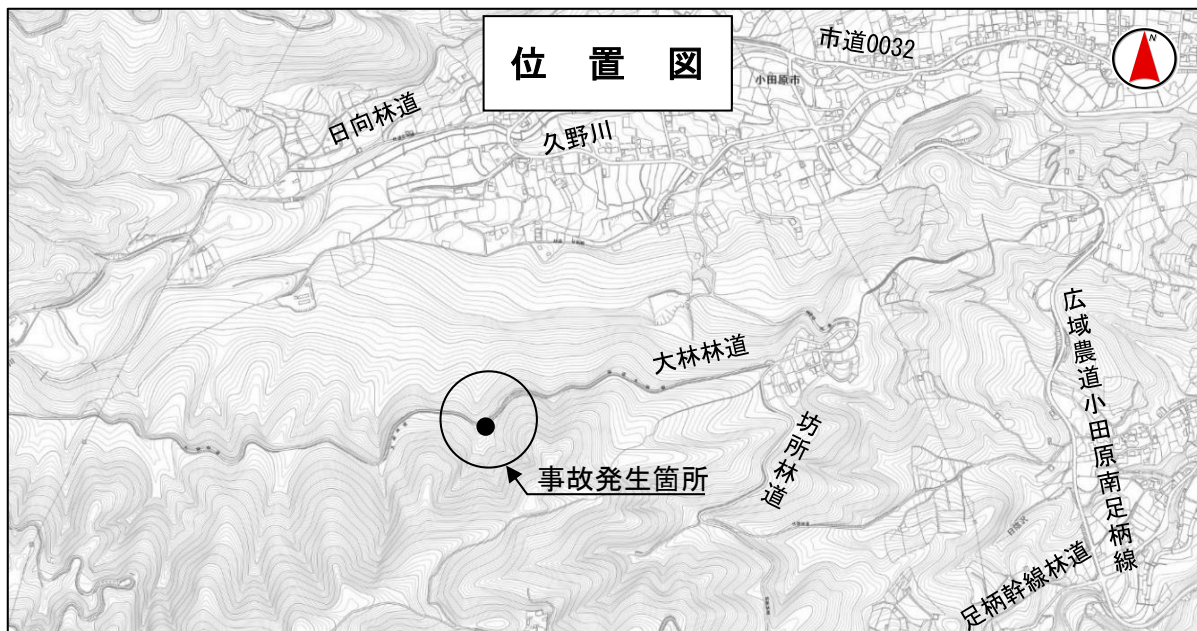 位 置 図
市道0032
N
小田原市
日向林道
久野川
大林林道
広域農道小田原南足柄線
坊所林道
事故発生箇所
足柄幹線林道